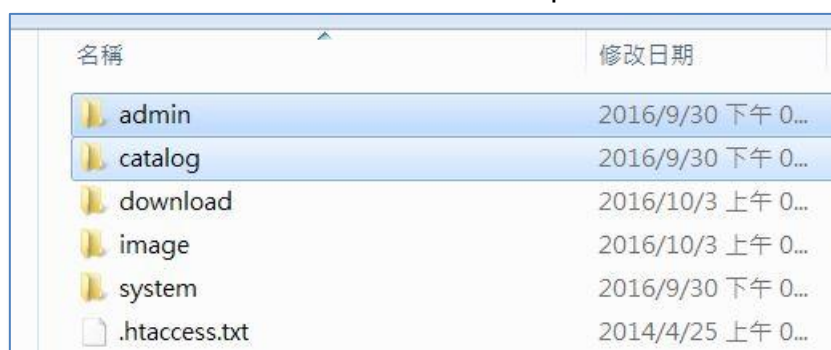 名稱 修改日期
admin 2016/9/30 下午 0...
catalog 2016/9/30 下午 0...
download 2016/10/3 上午 0...
image 2016/10/3 上午 0...
system 2016/9/30 下午 0...
.htaccess.txt 2014/4/25 上午 0...